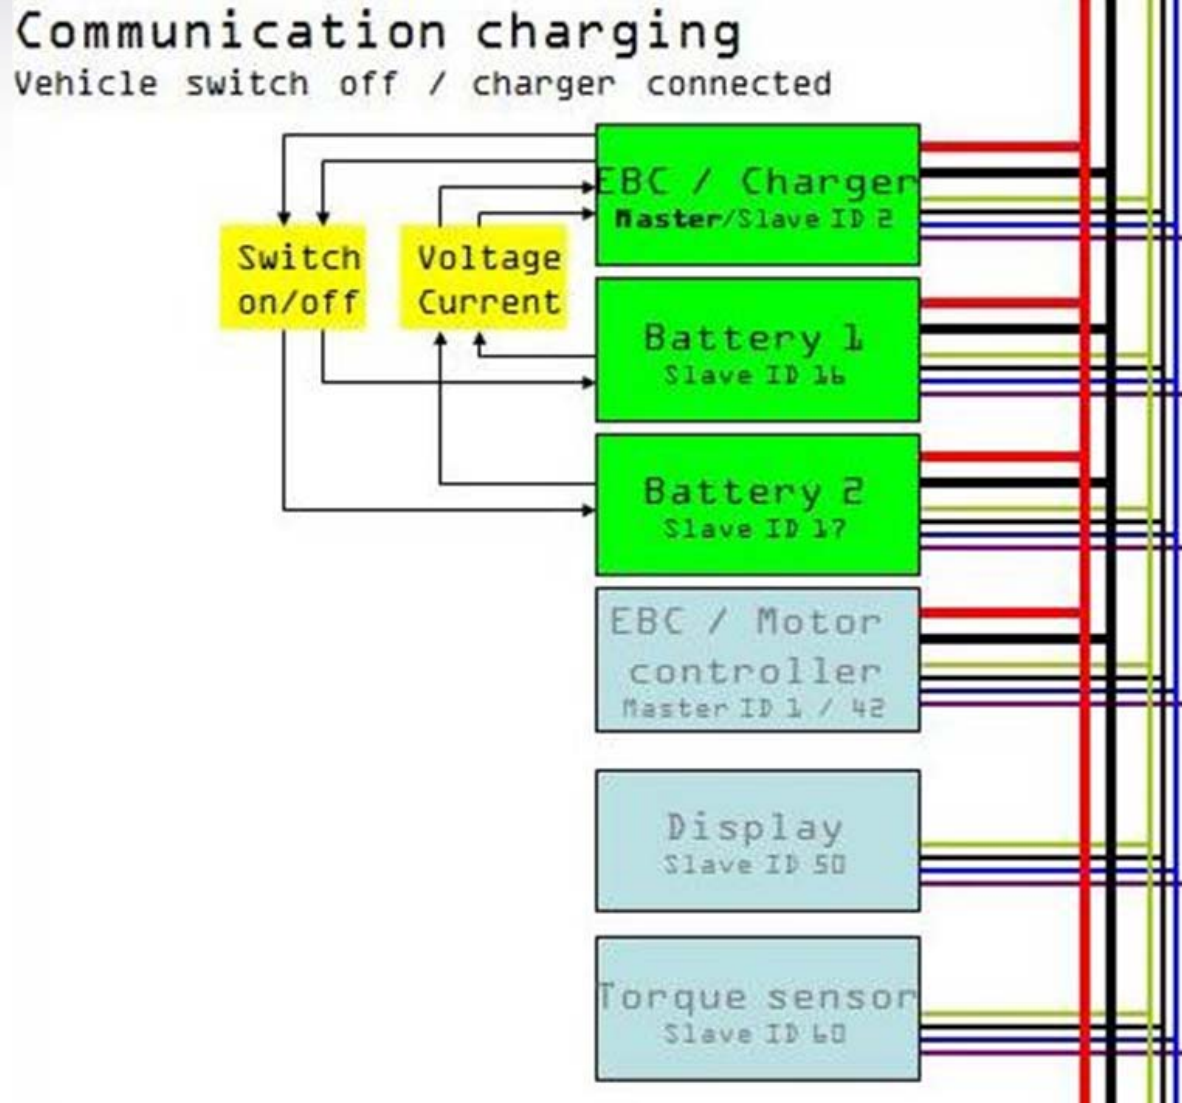 Communication charging
Vehicle switch off / charger connected
EBC / Charger
Master/Slave ID 2
Switch
on/off
Voltage
Current
Battery 1
Slave ID 16
Battery 2
Slave ID 17
EBC / Motor
controller
Master ID 1 / 42
Display
Slave ID 50
Torque sensor
Slave ID 60